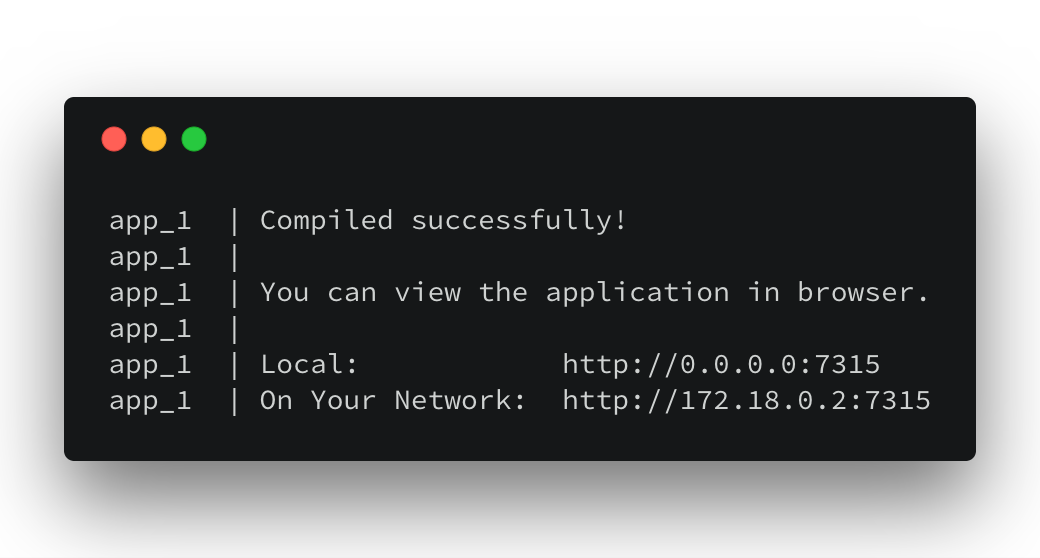 app_1  | Compiled successfully!
app_1  |
app_1  | You can view the application in browser.
app_1  |
app_1  | Local:            http://0.0.0.0:7315
app_1  | On Your Network:  http://172.18.0.2:7315